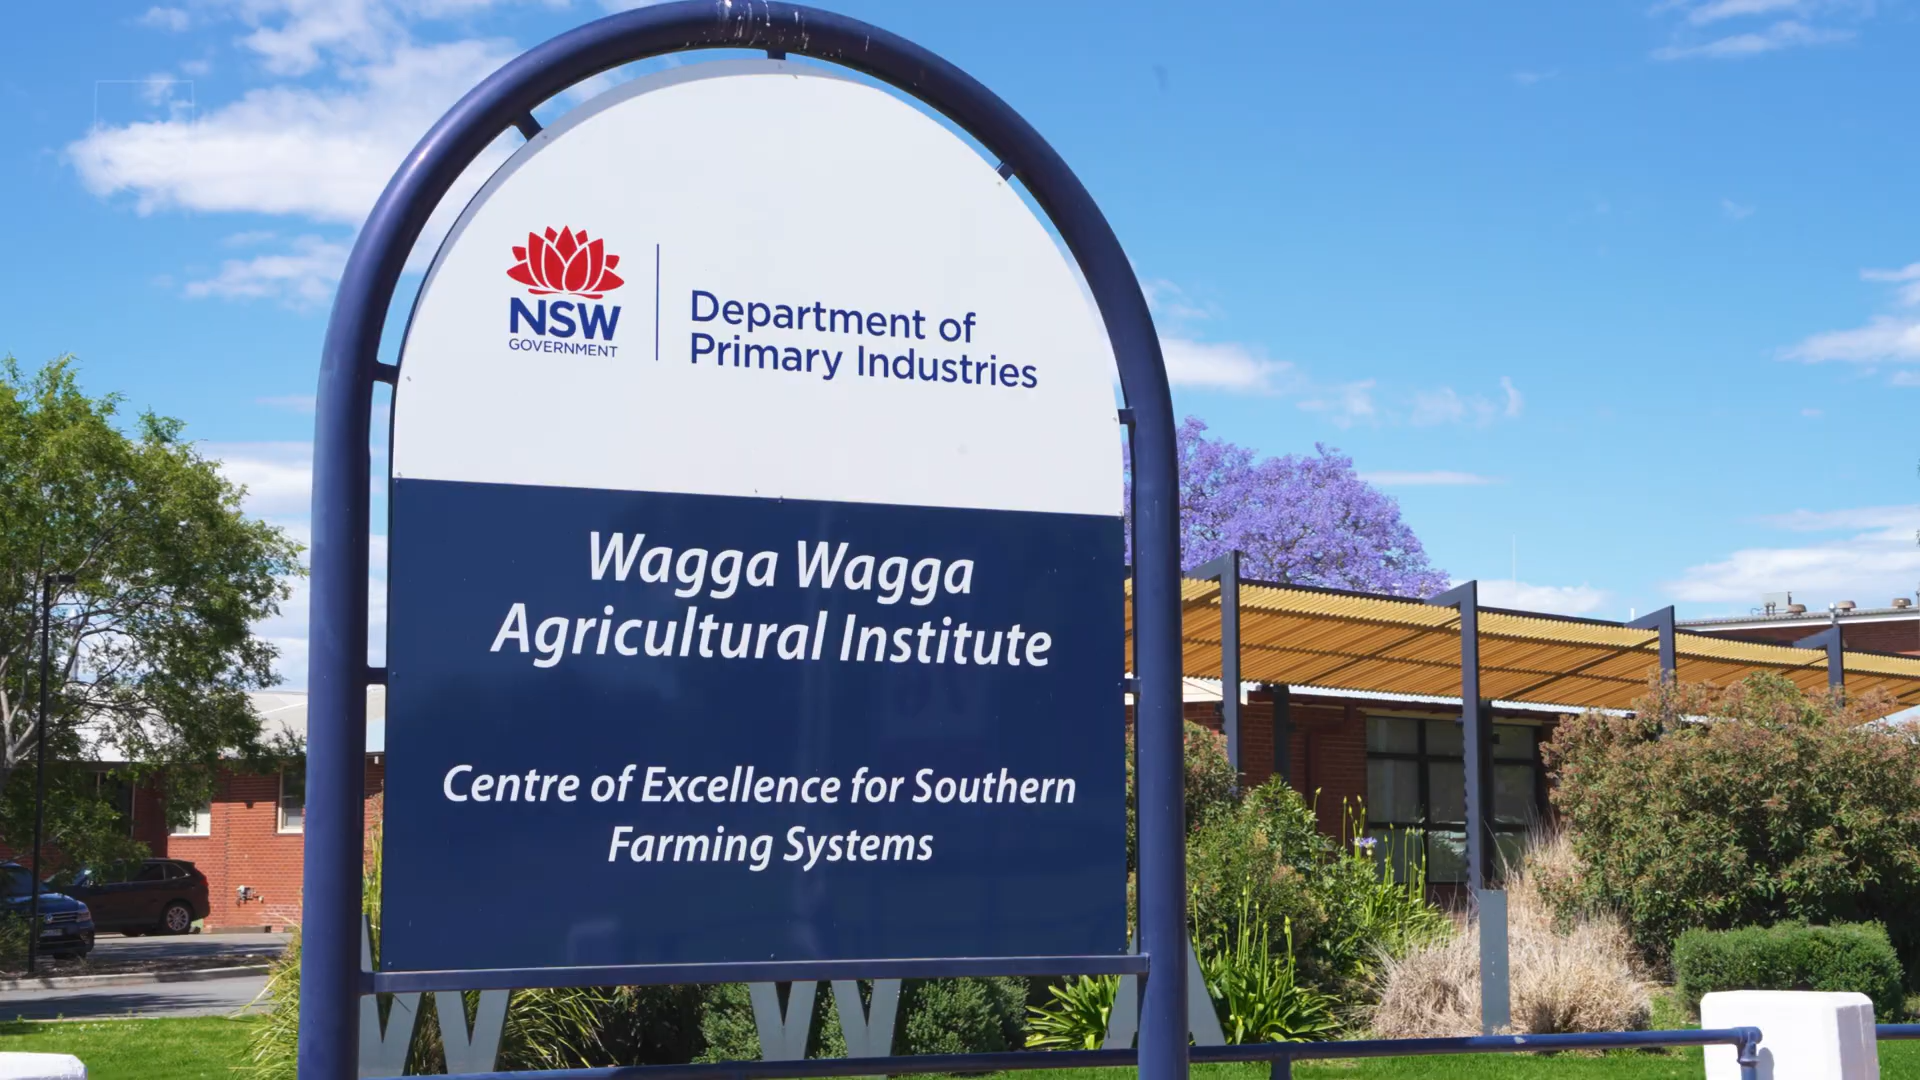 NSW
GOVERNMENT
Department of
Primary Industries
Wagga Wagga
Agricultural Institute
Centre of Excellence for Southern
Farming Systems
W W A